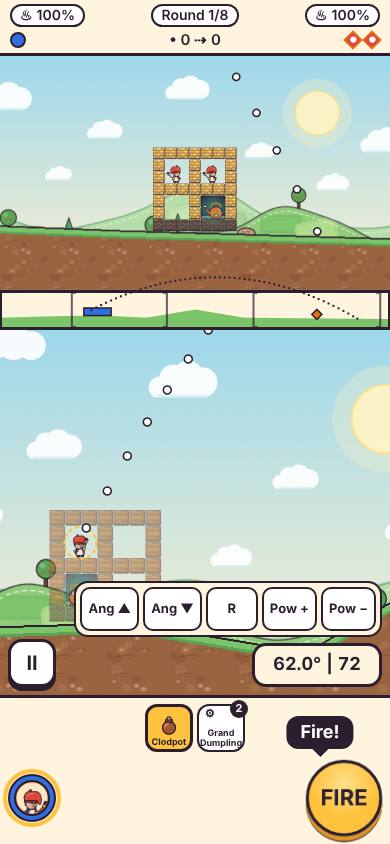 ♨ 100%
Round 1/8
♨ 100%
• 0 ⇢ 0
Ang ▲
Ang ▼
R
Pow +
Pow −
62.0° | 72
Clodpot
2
Grand
Dumpling
Fire!
FIRE